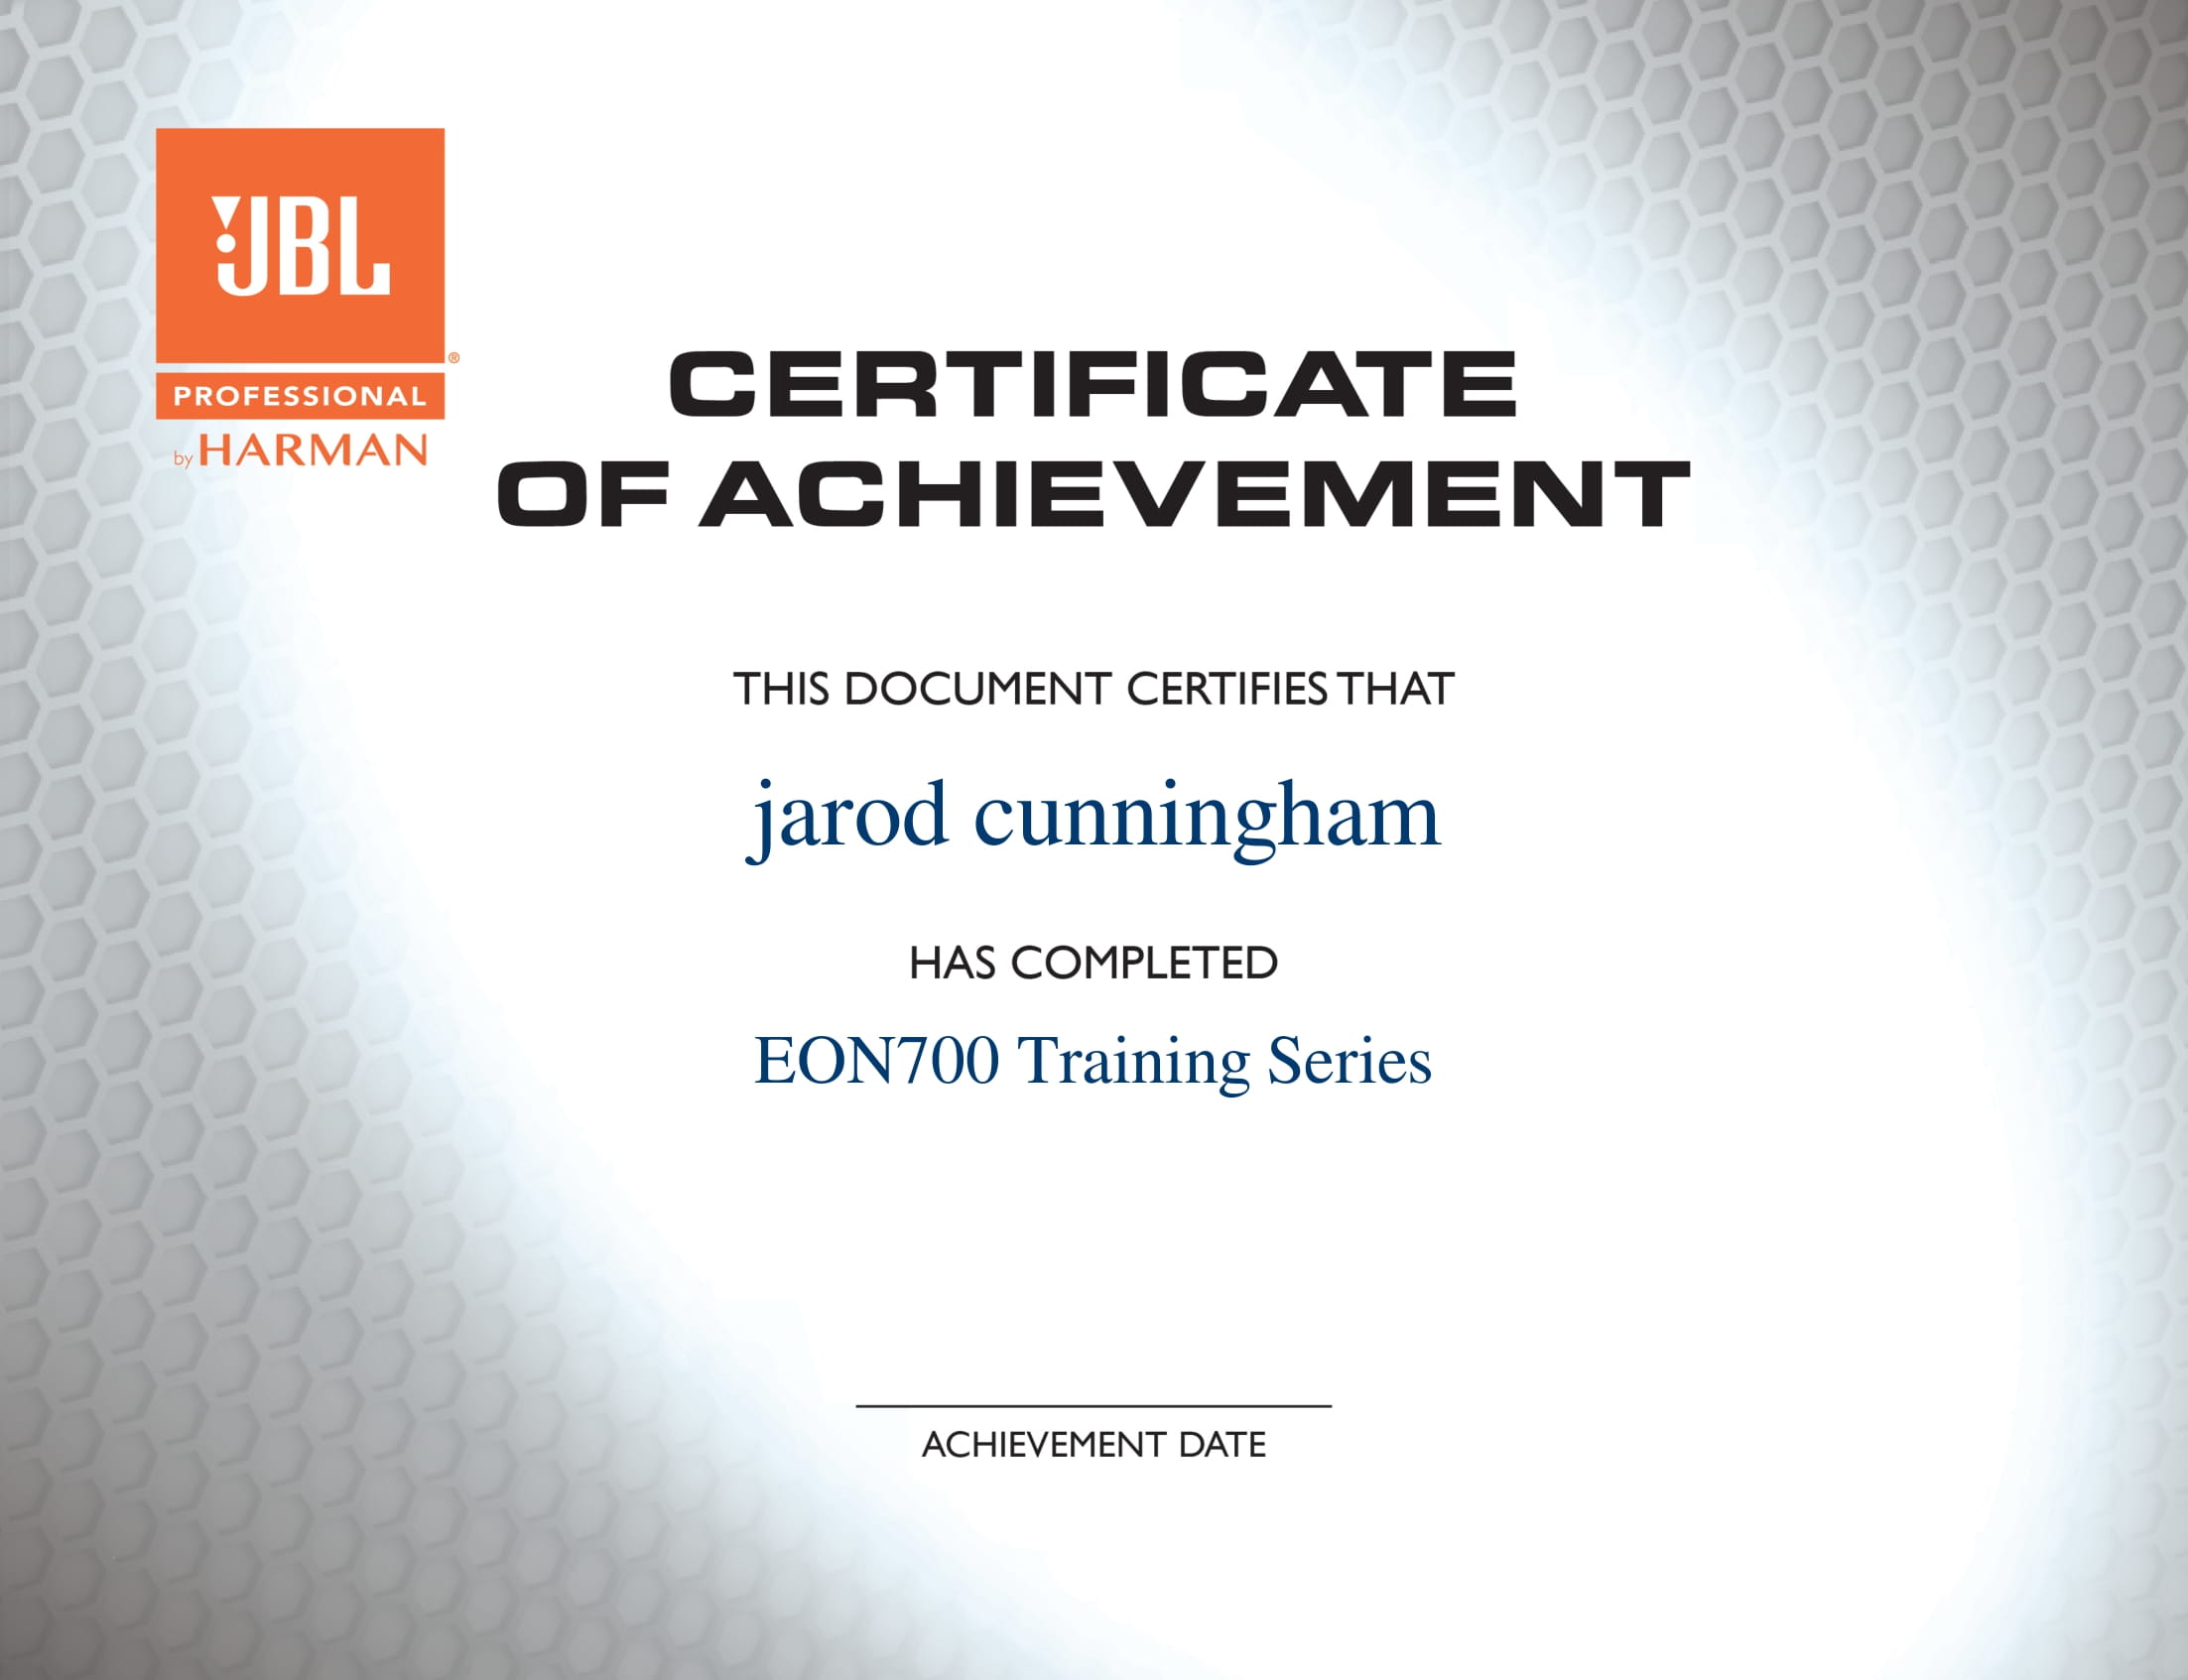 JBL
®
PROFESSIONAL
by HARMAN
CERTIFICATE
OF ACHIEVEMENT
THIS DOCUMENT CERTIFIES THAT
jarod cunningham
HAS COMPLETED
EON700 Training Series
ACHIEVEMENT DATE